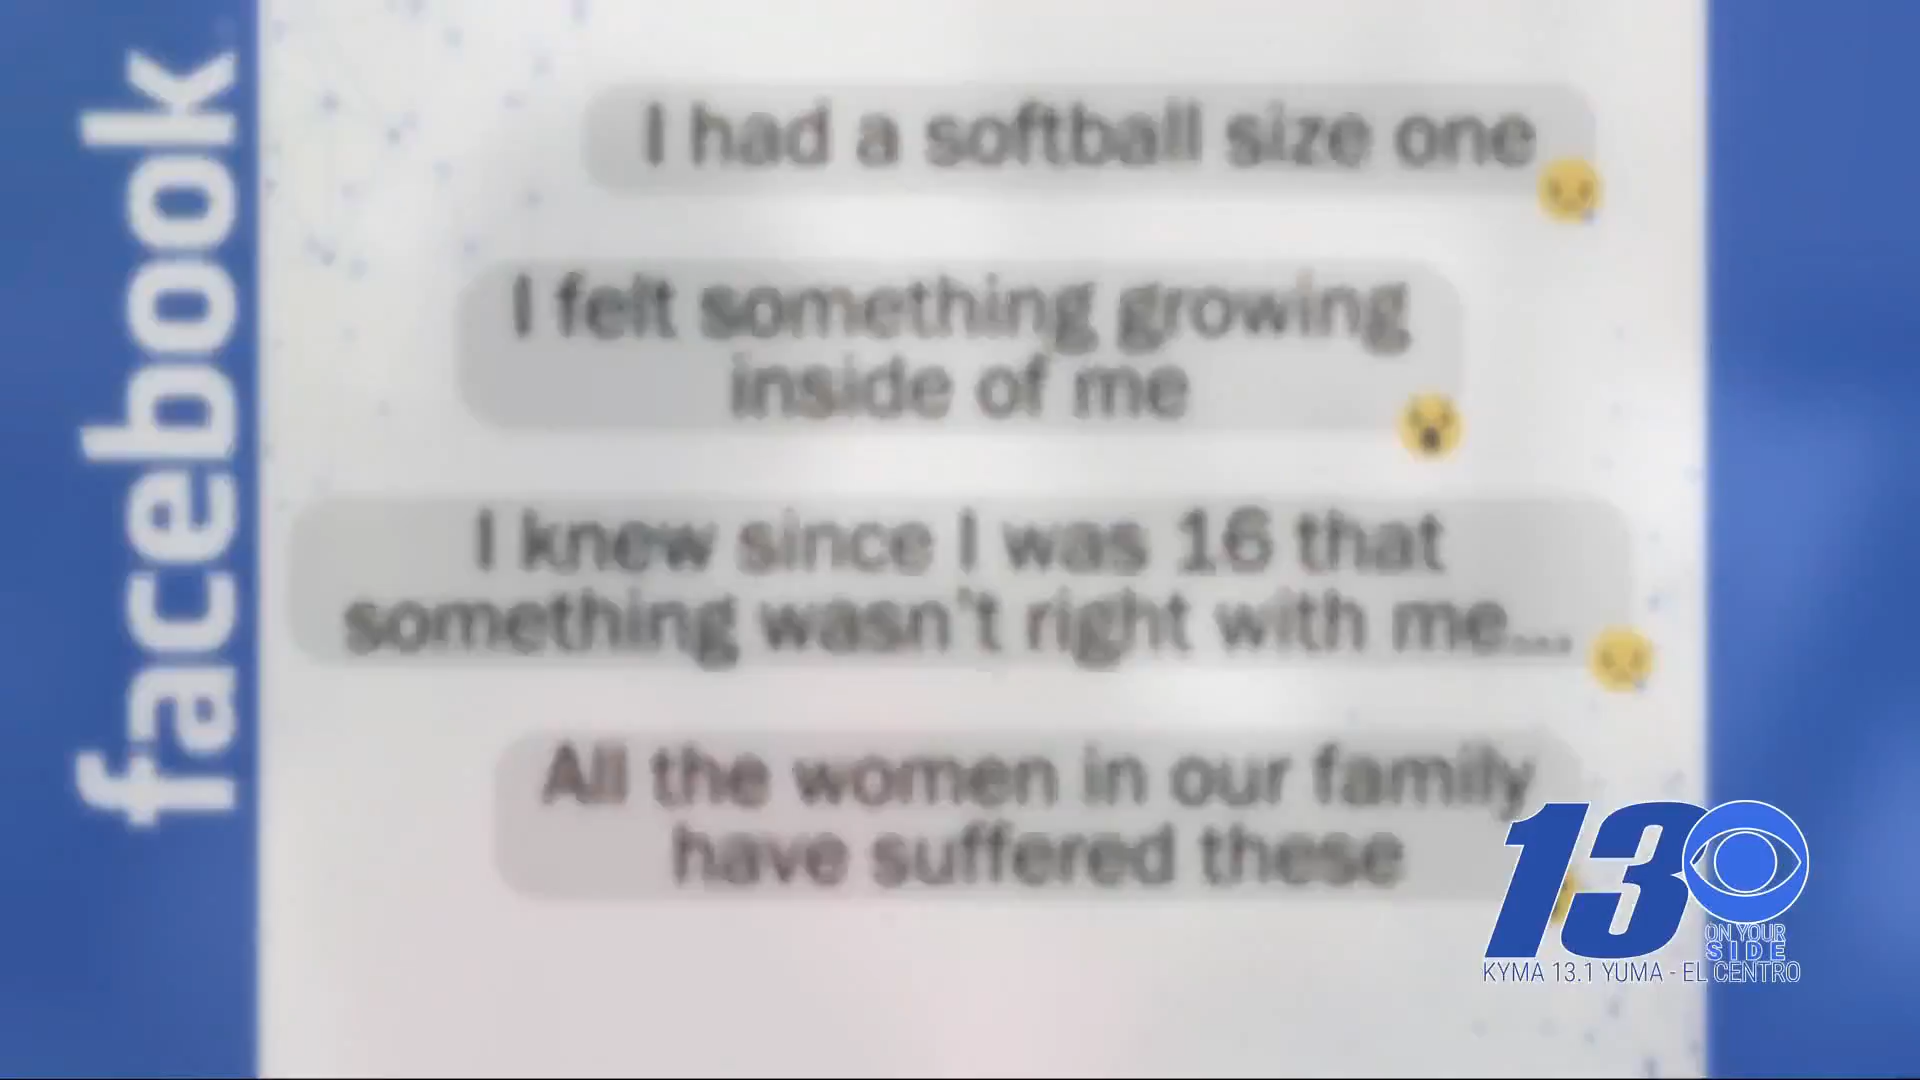 facebook
I had a softball size one
I felt something growing
inside of me
I knew since I was 16 that
something wasn't right with me...
All the women in our family
have suffered these
13
ON YOUR
SIDE
KYMA 13.1 YUMA - EL CENTRO